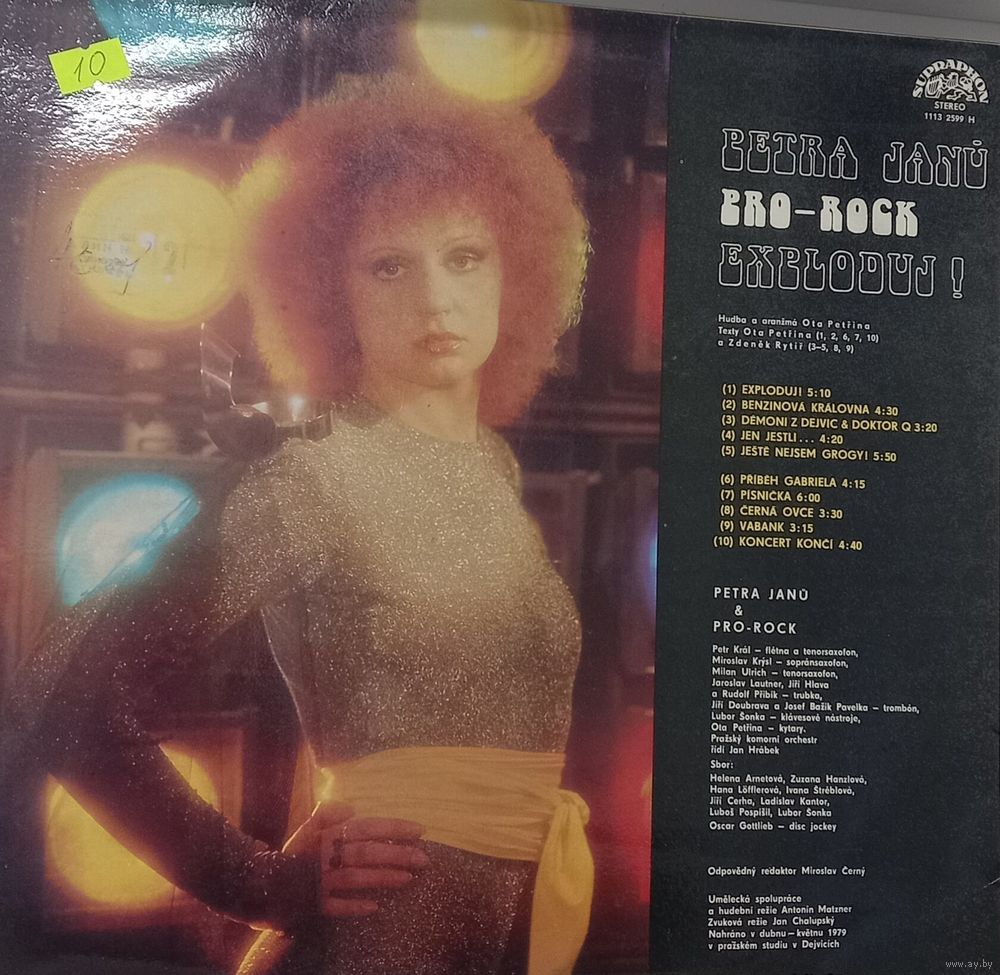 10
SUPRAPHON
STEREO
1113 2599 H
PETRA JANŮ
PRO-ROCK
EXPLODUJ!
Hudba a aranžmá Ota Petřina
Texty Ota Petřina (1, 2, 6, 7, 10)
a Zdeněk Rytíř (3–5, 8, 9)
(1) EXPLODUJ! 5:10
(2) BENZINOVÁ KRÁLOVNA 4:30
(3) DÉMONI Z DEJVIC & DOKTOR Q 3:20
(4) JEN JESTLI... 4:20
(5) JEŠTĚ NEJSEM GROGY! 5:50
(6) PŘÍBĚH GABRIELA 4:15
(7) PÍSNIČKA 6:00
(8) ČERNÁ OVCE 3:30
(9) VABANK 3:15
(10) KONCERT KONČÍ 4:40
PETRA JANŮ
&
PRO-ROCK
Petr Král – flétna a tenorsaxofon,
Miroslav Krýsl – sopránsaxofon,
Milan Ulrich – tenorsaxofon,
Jaroslav Lautner, Jiří Hlava
a Rudolf Přibík – trubka,
Jiří Doubrava a Josef Bažík Pavelka – trombón,
Lubor Šonka – klávesové nástroje,
Ota Petřina – kytary.
Pražský komorní orchestr
řídí Jan Hrábek
Sbor:
Helena Arnetová, Zuzana Hanzlová,
Hana Löfflerová, Ivana Štréblová,
Jiří Cerha, Ladislav Kantor,
Luboš Pospíšil, Lubor Šonka
Oscar Gottlieb – disc jockey
Odpovědný redaktor Miroslav Černý
Umělecká spolupráce
a hudební režie Antonín Matzner
Zvuková režie Jan Chalupský
Nahráno v dubnu – květnu 1979
v pražském studiu v Dejvicích
www.ay.by